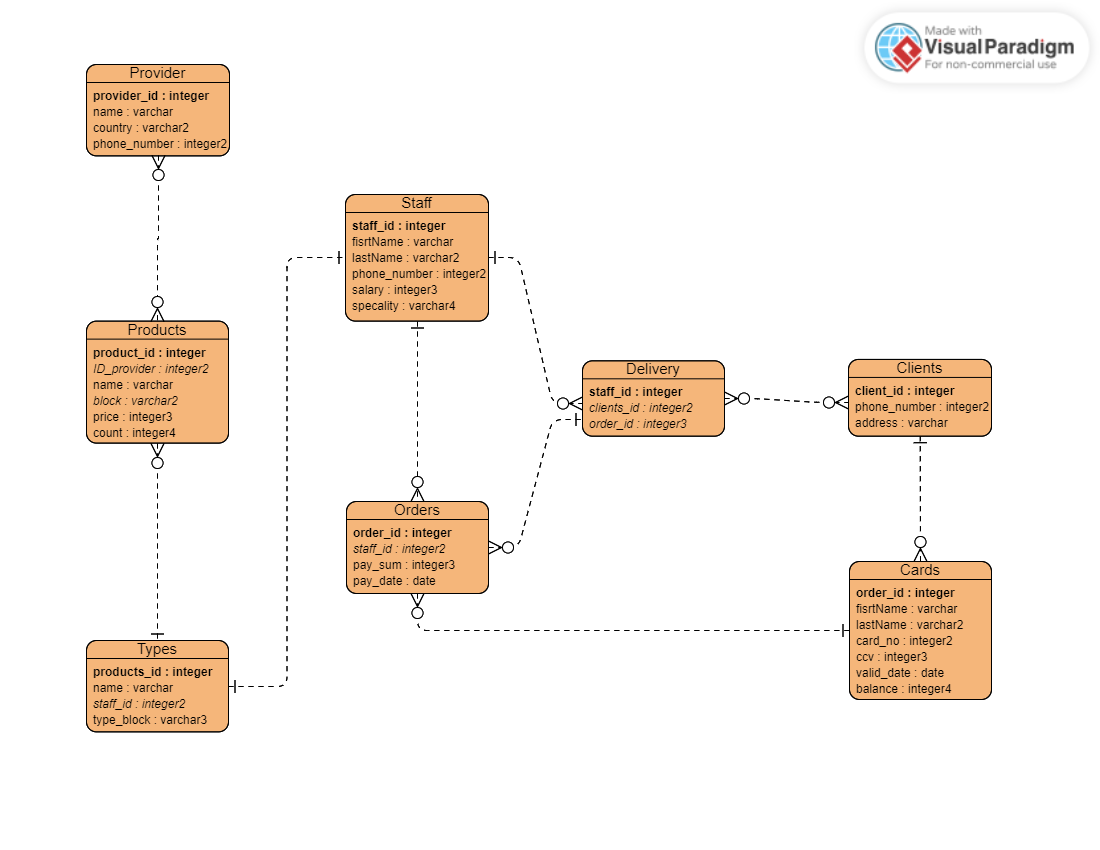 Made with
Visual Paradigm
For non-commercial use
Provider
provider_id : integer
name : varchar
country : varchar2
phone_number : integer2
Staff
staff_id : integer
fisrtName : varchar
lastName : varchar2
phone_number : integer2
salary : integer3
specality : varchar4
Products
product_id : integer
ID_provider : integer2
name : varchar
block : varchar2
price : integer3
count : integer4
Delivery
staff_id : integer
clients_id : integer2
order_id : integer3
Clients
client_id : integer
phone_number : integer2
address : varchar
Orders
order_id : integer
staff_id : integer2
pay_sum : integer3
pay_date : date
Cards
order_id : integer
fisrtName : varchar
lastName : varchar2
card_no : integer2
ccv : integer3
valid_date : date
balance : integer4
Types
products_id : integer
name : varchar
staff_id : integer2
type_block : varchar3